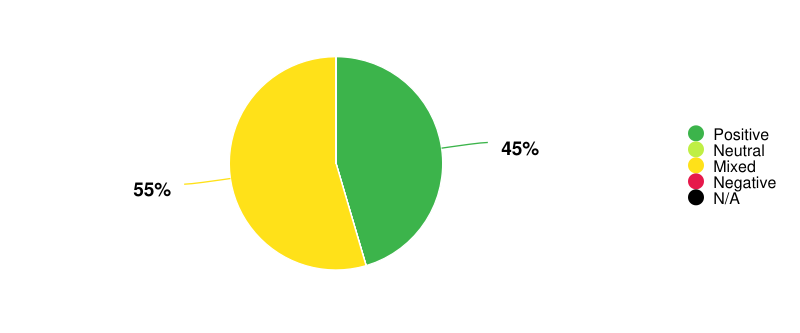 45%
55%
Positive
Neutral
Mixed
Negative
N/A